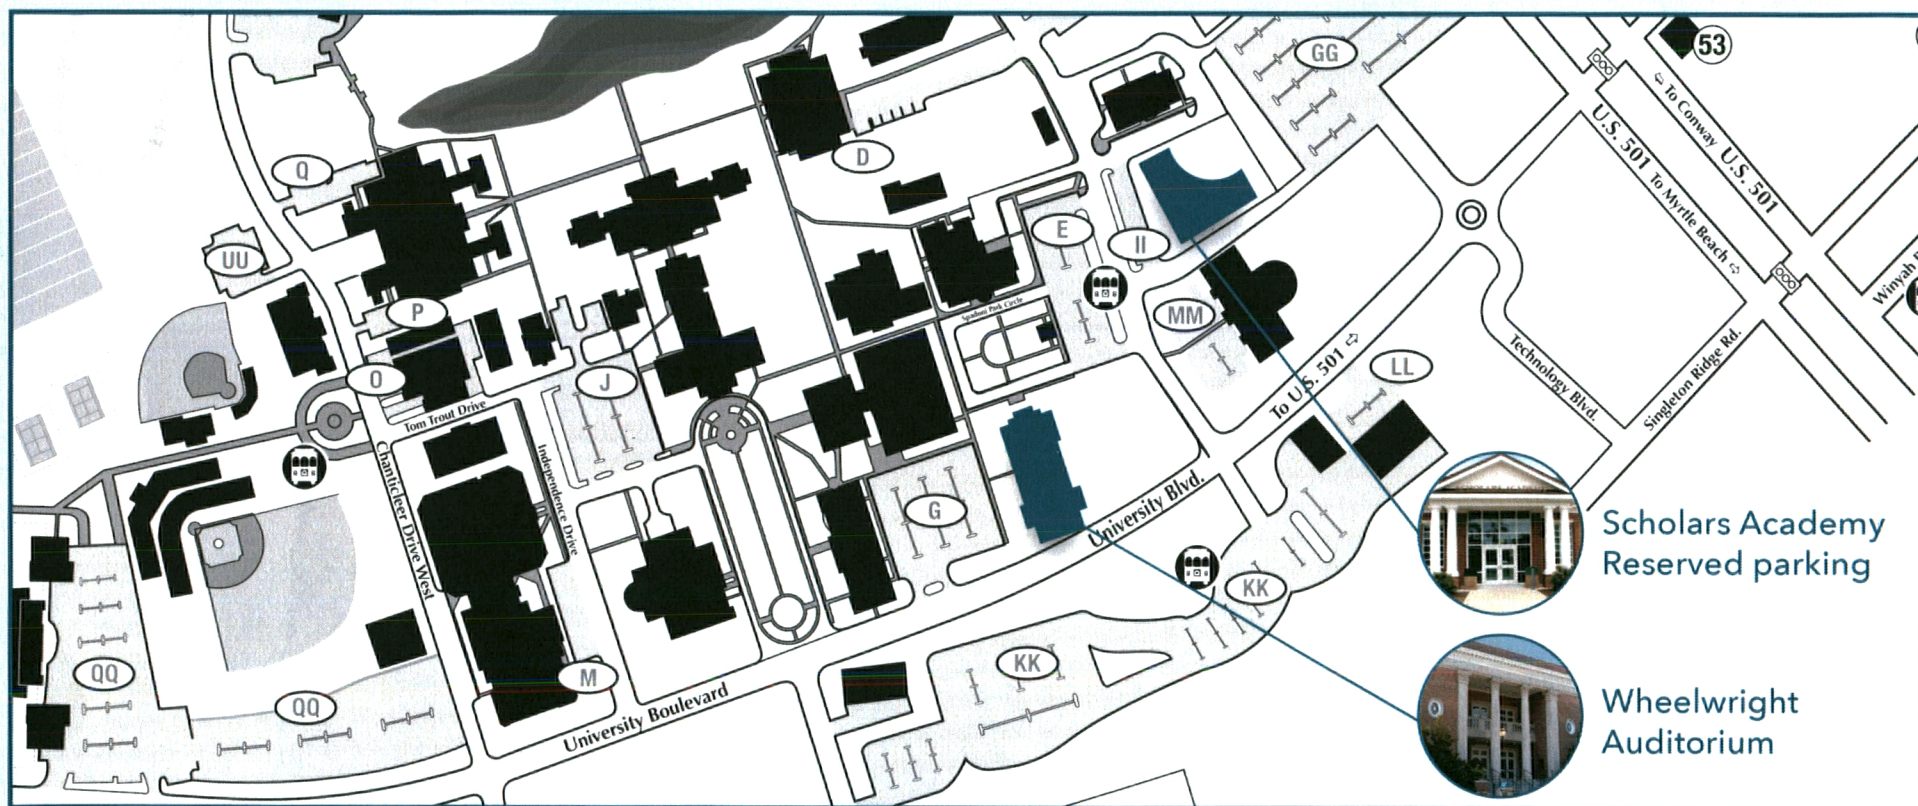 GG
53
To Conway
U.S. 501
U.S. 501
To Myrtle Beach
Q
D
E
II
UU
P
Spadoni Park Circle
MM
O
J
Tom Trout Drive
To U.S. 501
LL
Technology Blvd.
Singleton Ridge Rd.
Chanticleer Drive West
Independence Drive
G
University Blvd.
Scholars Academy
Reserved parking
KK
QQ
QQ
M
KK
University Boulevard
Wheelwright
Auditorium